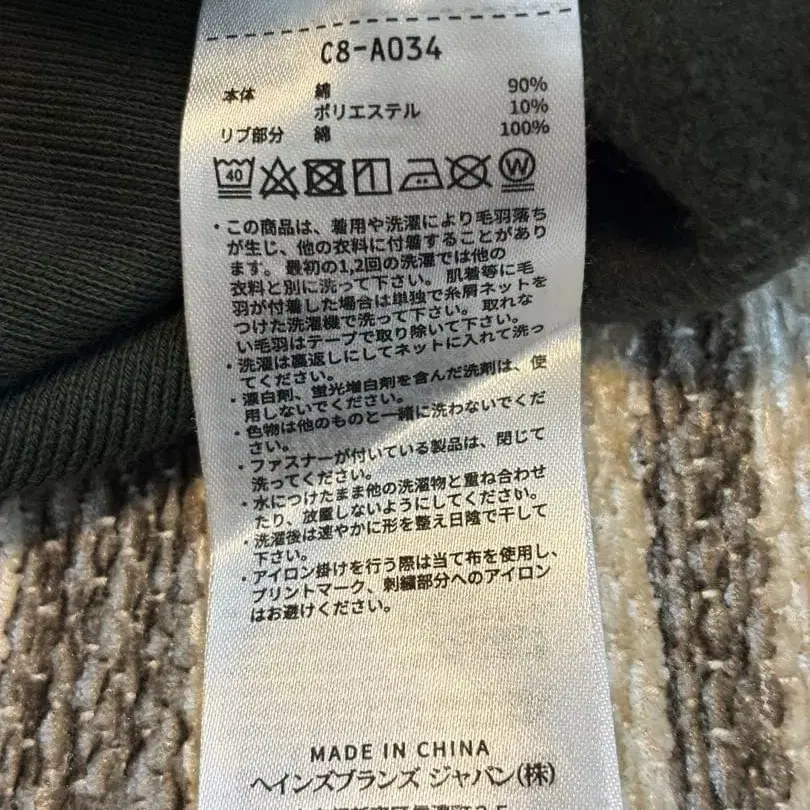 C8-A034
本体 綿 90%
ポリエステル 10%
リブ部分 綿 100%
40 W
・この商品は、着用や洗濯により毛羽落ち
が生じ、他の衣料に付着することがあり
ます。最初の1,2回の洗濯では他の
衣料と別に洗って下さい。肌着等に毛
羽が付着した場合は単独で糸屑ネットを
つけた洗濯機で洗って下さい。取れな
い毛羽はテープで取り除いて下さい。
・洗濯は裏返しにしてネットに入れて洗っ
てください。
・漂白剤、蛍光増白剤を含んだ洗剤は、使
用しないでください。
・色物は他のものと一緒に洗わないでくだ
さい。
・ファスナーが付いている製品は、閉じて
洗ってください。
・水につけたまま他の洗濯物と重ね合わせ
たり、放置しないようにしてください。
・洗濯後は速やかに形を整え日陰で干して
下さい。
・アイロン掛けを行う際は当て布を使用し、
プリントマーク、刺繍部分へのアイロン
はお避けください。
MADE IN CHINA
ヘインズブランズ ジャパン(株)